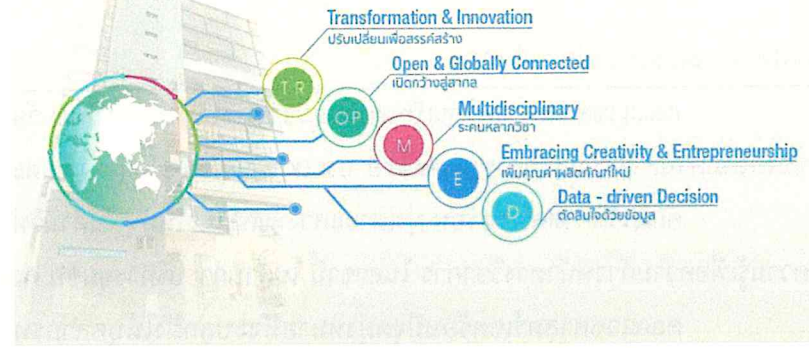 Transformation & Innovation
ปรับเปลี่ยนเพื่อสรรค์สร้าง
TR
Open & Globally Connected
เปิดกว้างสู่สากล
OP
Multidisciplinary
ระคนหลากวิชา
M
Embracing Creativity & Entrepreneurship
เพิ่มคุณค่าผลิตภัณฑ์ใหม่
E
Data - driven Decision
ตัดสินใจด้วยข้อมูล
D